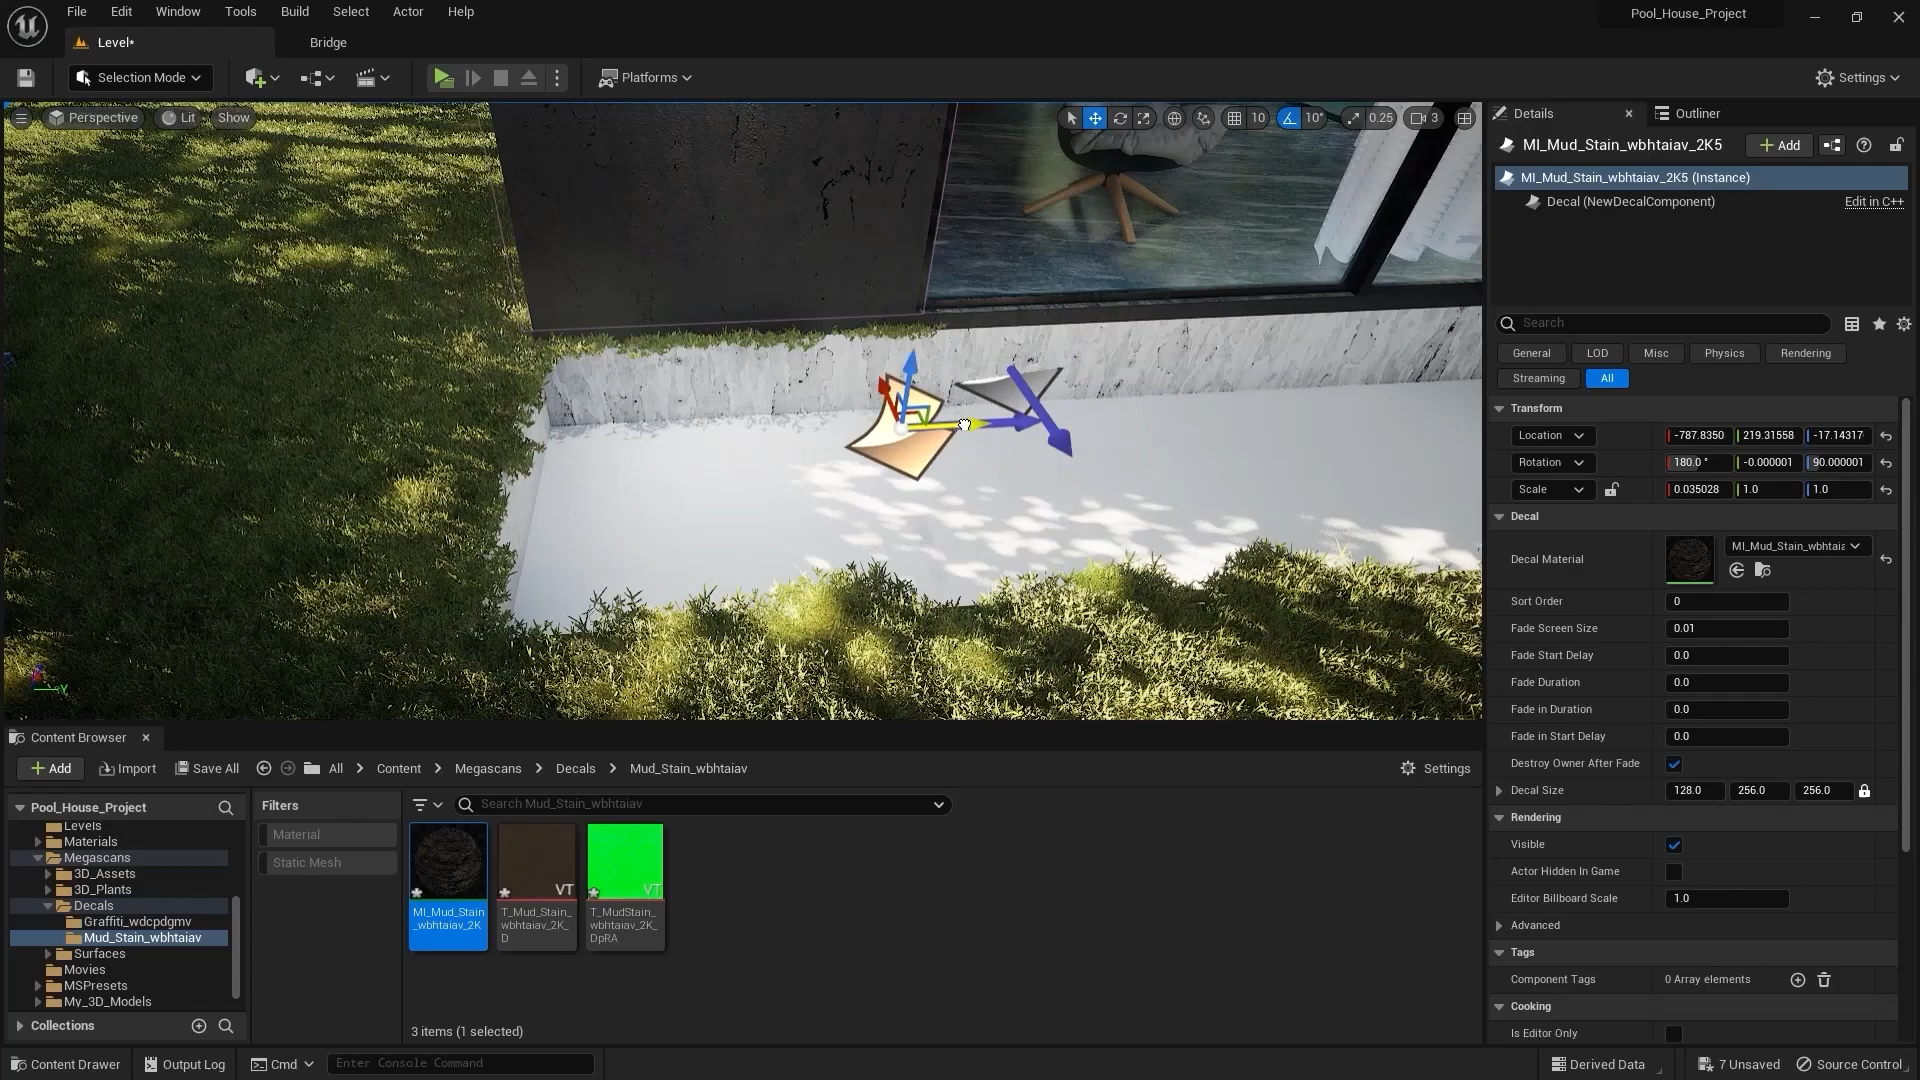 File Edit Window Tools Build Select Actor Help
Pool_House_Project
Level*
Bridge
Selection Mode
Platforms
Settings
Perspective
Lit
Show
10
10°
0.25
3
Details
Outliner
MI_Mud_Stain_wbhtaiav_2K5
Add
MI_Mud_Stain_wbhtaiav_2K5 (Instance)
Decal (NewDecalComponent)
Edit in C++
Search
General
LOD
Misc
Physics
Rendering
Streaming
All
Transform
Location
-787.8350
219.31558
-17.14317
Rotation
180.0 °
-0.000001
90.000001
Scale
0.035028
1.0
1.0
Decal
Decal Material
MI_Mud_Stain_wbhtaia
Sort Order
0
Fade Screen Size
0.01
Fade Start Delay
0.0
Fade Duration
0.0
Fade in Duration
0.0
Fade in Start Delay
0.0
Destroy Owner After Fade
Decal Size
128.0
256.0
256.0
Rendering
Visible
Actor Hidden In Game
Editor Billboard Scale
1.0
Advanced
Tags
Component Tags
0 Array elements
Cooking
Is Editor Only
Y
Content Browser
Add
Import
Save All
All
Content
Megascans
Decals
Mud_Stain_wbhtaiav
Settings
Pool_House_Project
Levels
Materials
Megascans
3D_Assets
3D_Plants
Decals
Graffiti_wdcpdgmv
Mud_Stain_wbhtaiav
Surfaces
Movies
MSPresets
My_3D_Models
Collections
Filters
Material
Static Mesh
Search Mud_Stain_wbhtaiav
MI_Mud_Stain
_wbhtaiav_2K
VT
T_Mud_Stain_
wbhtaiav_2K_
D
VT
T_MudStain_
wbhtaiav_2K_
DpRA
3 items (1 selected)
Content Drawer
Output Log
Cmd
Enter Console Command
Derived Data
7 Unsaved
Source Control